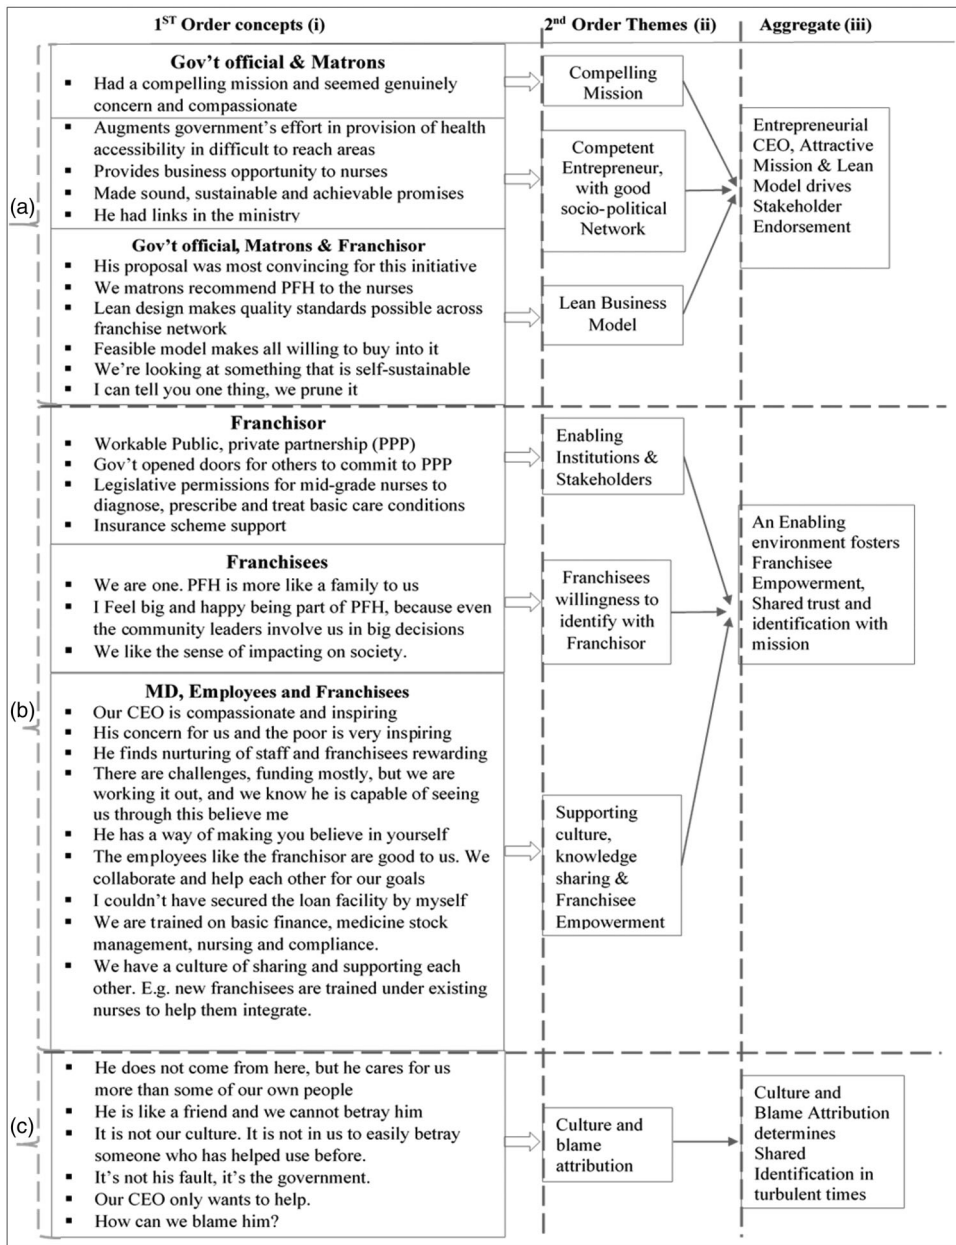 1ST Order concepts (i)
2nd Order Themes (ii)
Aggregate (iii)
(a)
Gov't official & Matrons
▪ Had a compelling mission and seemed genuinely
concern and compassionate
▪ Augments government's effort in provision of health
accessibility in difficult to reach areas
▪ Provides business opportunity to nurses
▪ Made sound, sustainable and achievable promises
▪ He had links in the ministry
Gov't official, Matrons & Franchisor
▪ His proposal was most convincing for this initiative
▪ We matrons recommend PFH to the nurses
▪ Lean design makes quality standards possible across
franchise network
▪ Feasible model makes all willing to buy into it
▪ We're looking at something that is self-sustainable
▪ I can tell you one thing, we prune it
Compelling
Mission
Competent
Entrepreneur,
with good
socio-political
Network
Lean Business
Model
Entrepreneurial
CEO, Attractive
Mission & Lean
Model drives
Stakeholder
Endorsement
(b)
Franchisor
▪ Workable Public, private partnership (PPP)
▪ Gov't opened doors for others to commit to PPP
▪ Legislative permissions for mid-grade nurses to
diagnose, prescribe and treat basic care conditions
▪ Insurance scheme support
Franchisees
▪ We are one. PFH is more like a family to us
▪ I Feel big and happy being part of PFH, because even
the community leaders involve us in big decisions
▪ We like the sense of impacting on society.
MD, Employees and Franchisees
▪ Our CEO is compassionate and inspiring
▪ His concern for us and the poor is very inspiring
▪ He finds nurturing of staff and franchisees rewarding
▪ There are challenges, funding mostly, but we are
working it out, and we know he is capable of seeing
us through this believe me
▪ He has a way of making you believe in yourself
▪ The employees like the franchisor are good to us. We
collaborate and help each other for our goals
▪ I couldn't have secured the loan facility by myself
▪ We are trained on basic finance, medicine stock
management, nursing and compliance.
▪ We have a culture of sharing and supporting each
other. E.g. new franchisees are trained under existing
nurses to help them integrate.
Enabling
Institutions &
Stakeholders
Franchisees
willingness to
identify with
Franchisor
Supporting
culture,
knowledge
sharing &
Franchisee
Empowerment
An Enabling
environment fosters
Franchisee
Empowerment,
Shared trust and
identification with
mission
(c)
▪ He does not come from here, but he cares for us
more than some of our own people
▪ He is like a friend and we cannot betray him
▪ It is not our culture. It is not in us to easily betray
someone who has helped use before.
▪ It's not his fault, it's the government.
▪ Our CEO only wants to help.
▪ How can we blame him?
Culture and
blame
attribution
Culture and
Blame Attribution
determines
Shared
Identification in
turbulent times